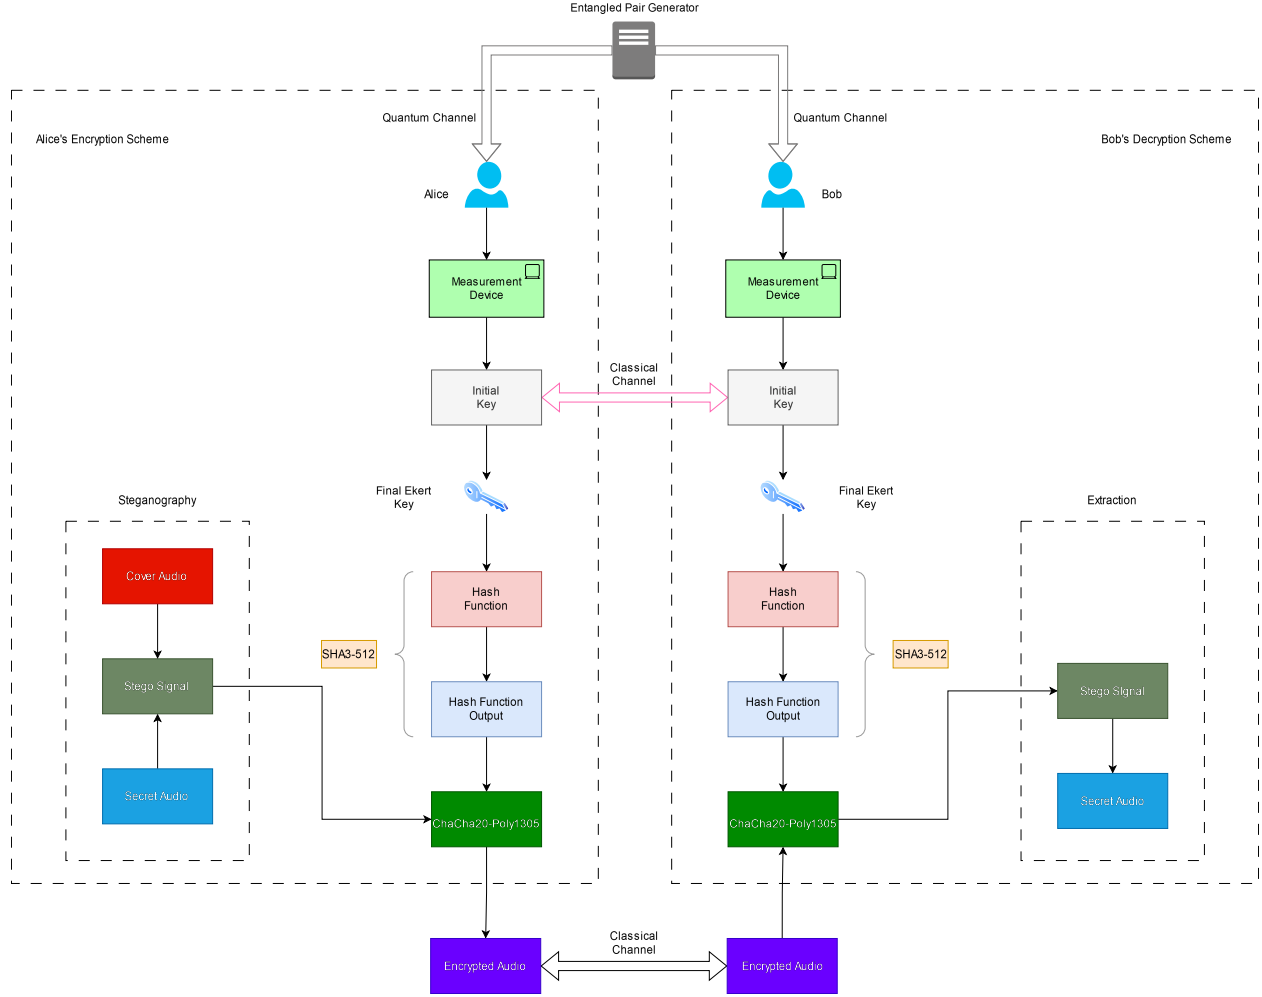 Entangled Pair Generator
Quantum Channel
Quantum Channel
Alice's Encryption Scheme
Bob's Decryption Scheme
Alice
Bob
Measurement
Device
Measurement
Device
Classical
Channel
Initial
Key
Initial
Key
Final Ekert
Key
Final Ekert
Key
Steganography
Extraction
Cover Audio
Hash
Function
Hash
Function
SHA3-512
SHA3-512
Stego Signal
Stego SIgnal
Hash Function
Output
Hash Function
Output
Secret Audio
Secret Audio
ChaCha20-Poly1305
ChaCha20-Poly1305
Classical
Channel
Encrypted Audio
Encrypted Audio